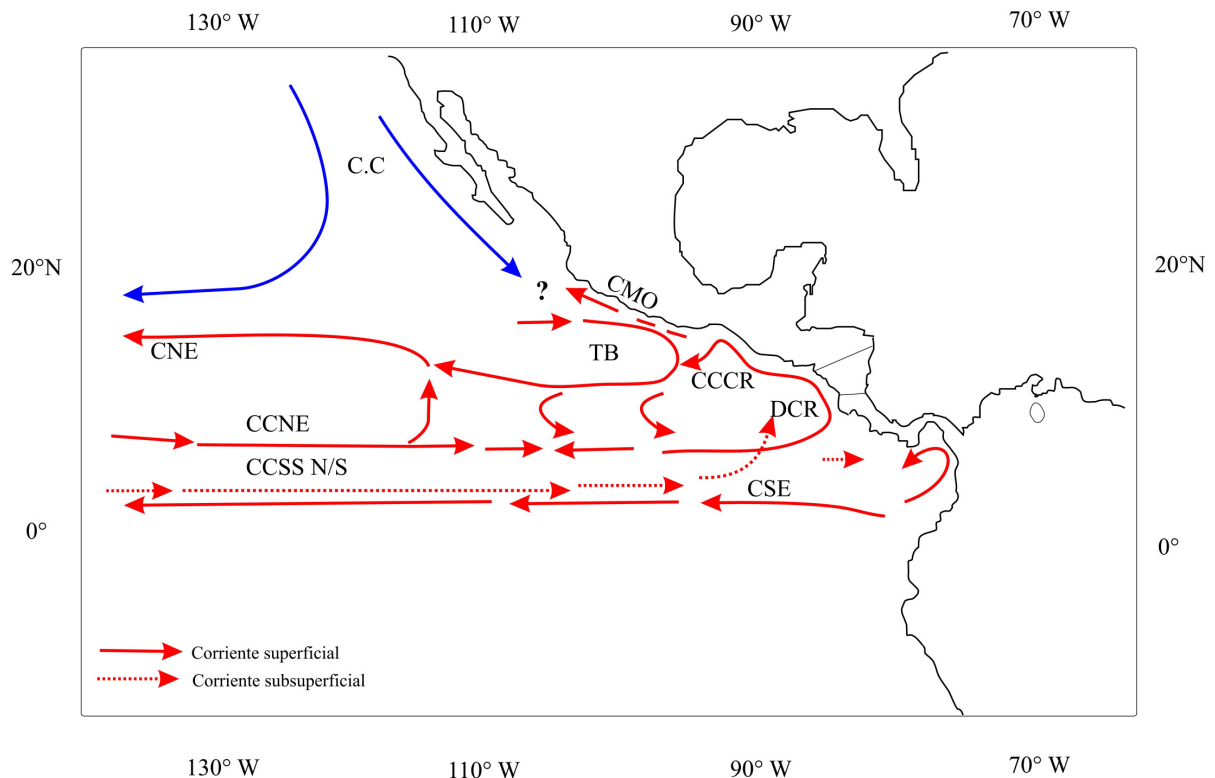 130° W
110° W
90° W
70° W
C.C
20°N
20°N
?
CMO
CNE
TB
CCCR
DCR
CCNE
CCSS N/S
CSE
0°
0°
Corriente superficial
Corriente subsuperficial
130° W
110° W
90° W
70° W